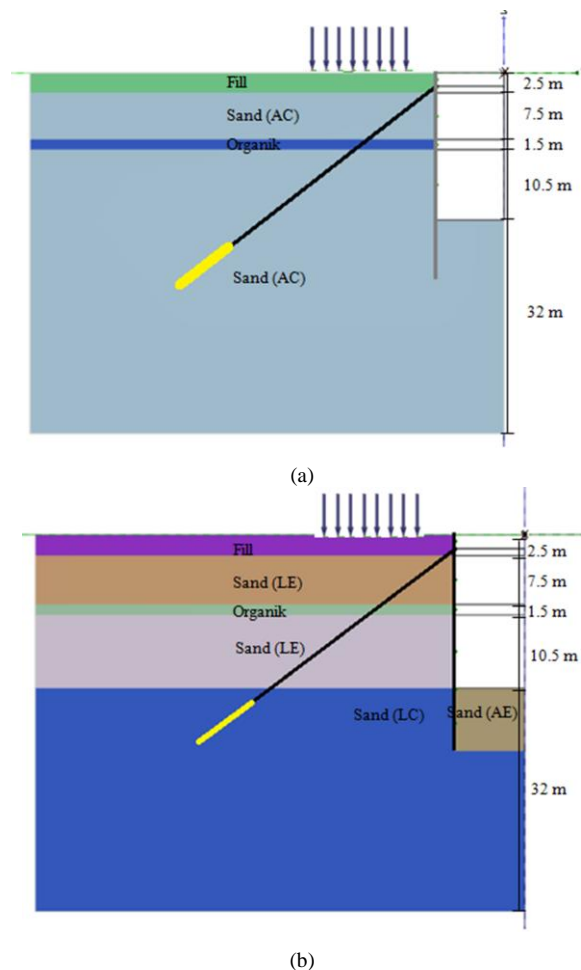 Fill
2.5 m
Sand (AC)
7.5 m
Organik
1.5 m
10.5 m
Sand (AC)
32 m
(a)
Fill
2.5 m
Sand (LE)
7.5 m
Organik
1.5 m
Sand (LE)
10.5 m
Sand (LC)
Sand (AE)
32 m
(b)